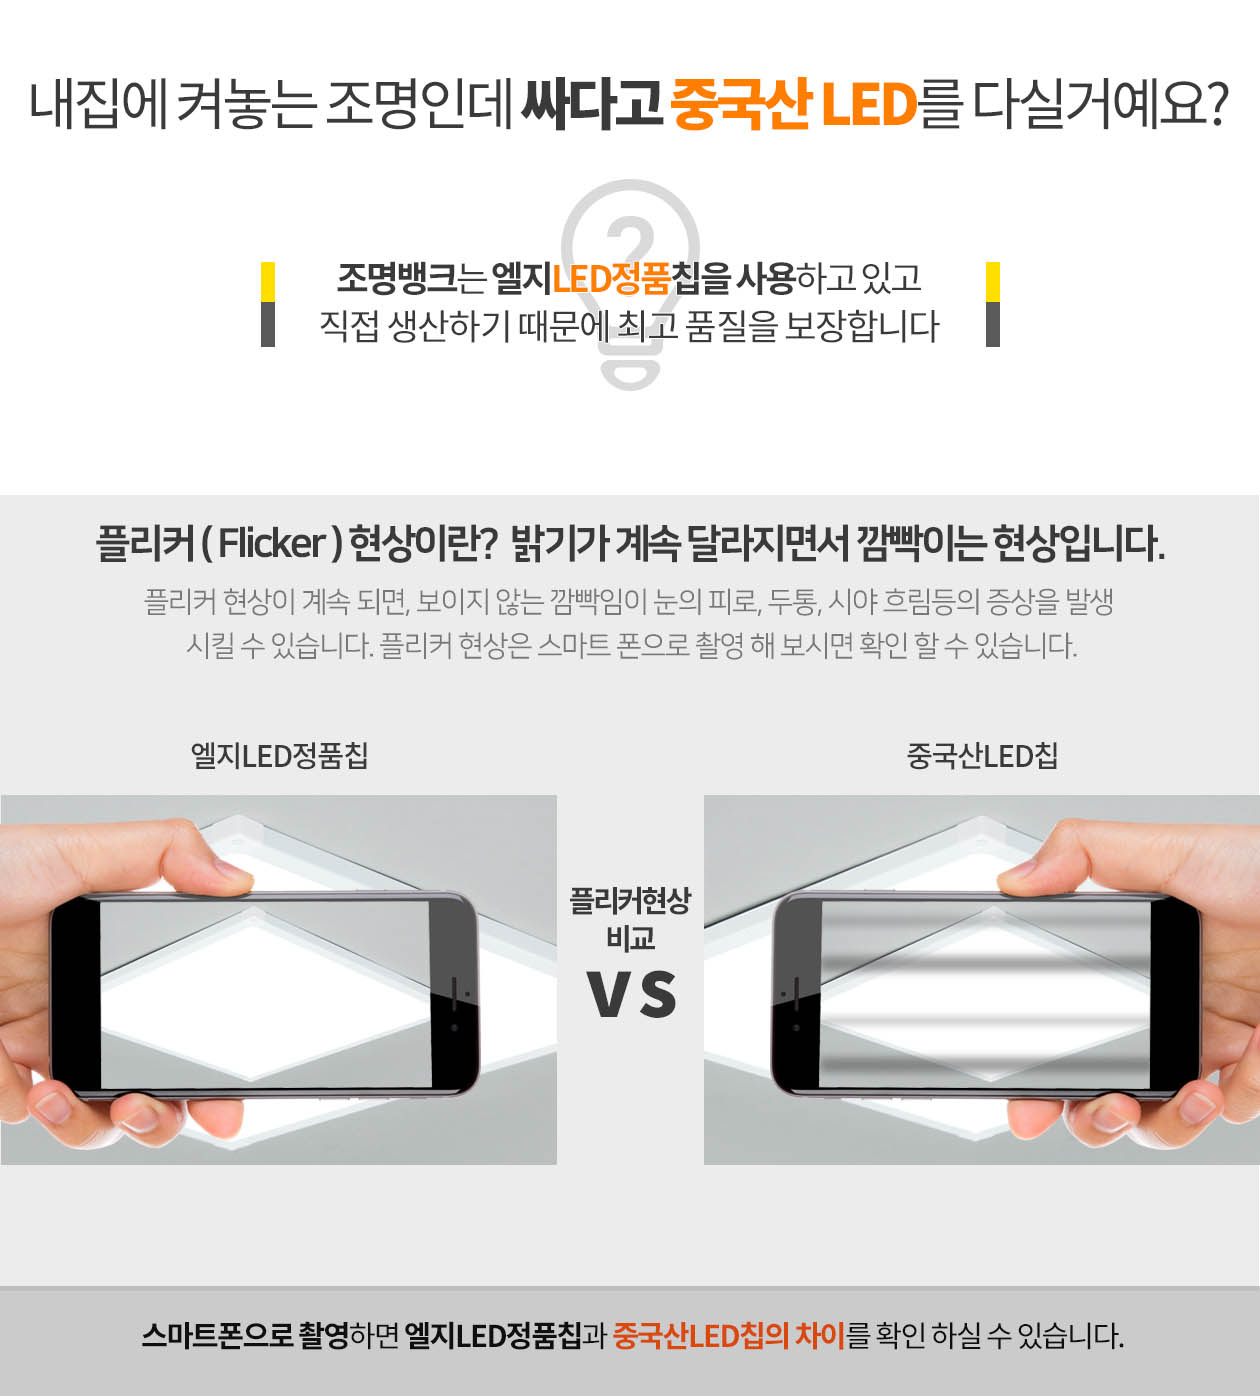 내집에 켜놓는 조명인데 싸다고 중국산 LED를 다실거예요?
?
조명뱅크는 엘지LED정품칩을 사용하고 있고
직접 생산하기 때문에 최고 품질을 보장합니다
플리커 ( Flicker ) 현상이란? 밝기가 계속 달라지면서 깜빡이는 현상입니다.
플리커 현상이 계속 되면, 보이지 않는 깜빡임이 눈의 피로, 두통, 시야 흐림등의 증상을 발생
시킬 수 있습니다. 플리커 현상은 스마트 폰으로 촬영 해 보시면 확인 할 수 있습니다.
엘지LED정품칩
중국산LED칩
플리커현상
비교
VS
스마트폰으로 촬영하면 엘지LED정품칩과 중국산LED칩의 차이를 확인 하실 수 있습니다.